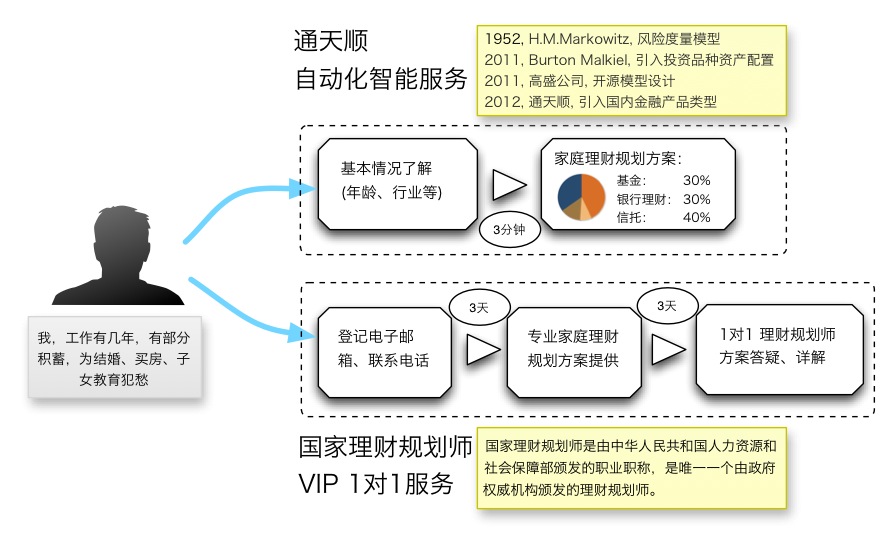 通天顺
自动化智能服务
1952, H.M.Markowitz, 风险度量模型
2011, Burton Malkiel, 引入投资品种资产配置
2011, 高盛公司, 开源模型设计
2012, 通天顺, 引入国内金融产品类型
基本情况了解
(年龄、行业等)
3分钟
家庭理财规划方案:
基金: 30%
银行理财: 30%
信托: 40%
我, 工作有几年, 有部分
积蓄, 为结婚、买房、子
女教育犯愁
登记电子邮
箱、联系电话
3天
专业家庭理财
规划方案提供
3天
1对1 理财规划师
方案答疑、详解
国家理财规划师
VIP 1对1服务
国家理财规划师是由中华人民共和国人力资源和
社会保障部颁发的职业职称, 是唯一一个由政府
权威机构颁发的理财规划师。